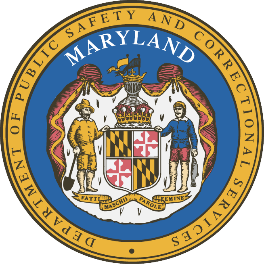 DEPARTMENT OF PUBLIC SAFETY AND CORRECTIONAL SERVICES
MARYLAND
FATTI MASCHII PAROLE FEMINE